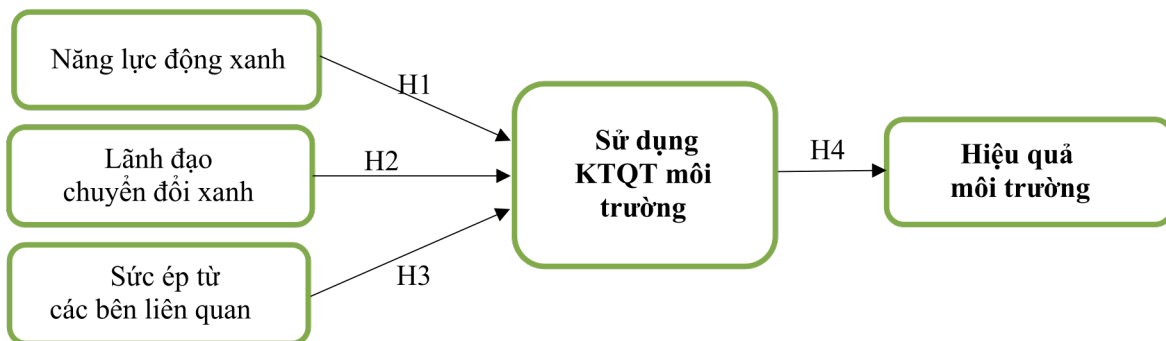 Năng lực động xanh
H1
Lãnh đạo
chuyển đổi xanh
H2
Sức ép từ
các bên liên quan
H3
Sử dụng
KTQT môi
trường
H4
Hiệu quả
môi trường